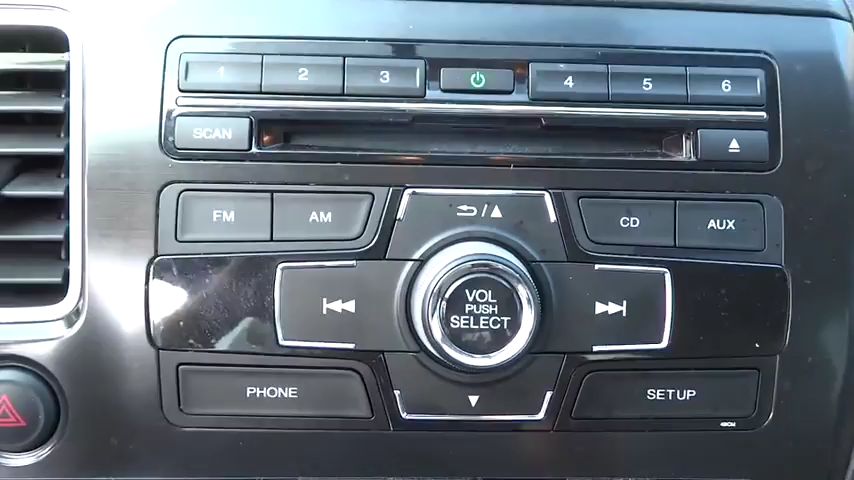 1 2 3 4 5 6
SCAN
FM AM CD AUX
VOL
PUSH
SELECT
PHONE SETUP